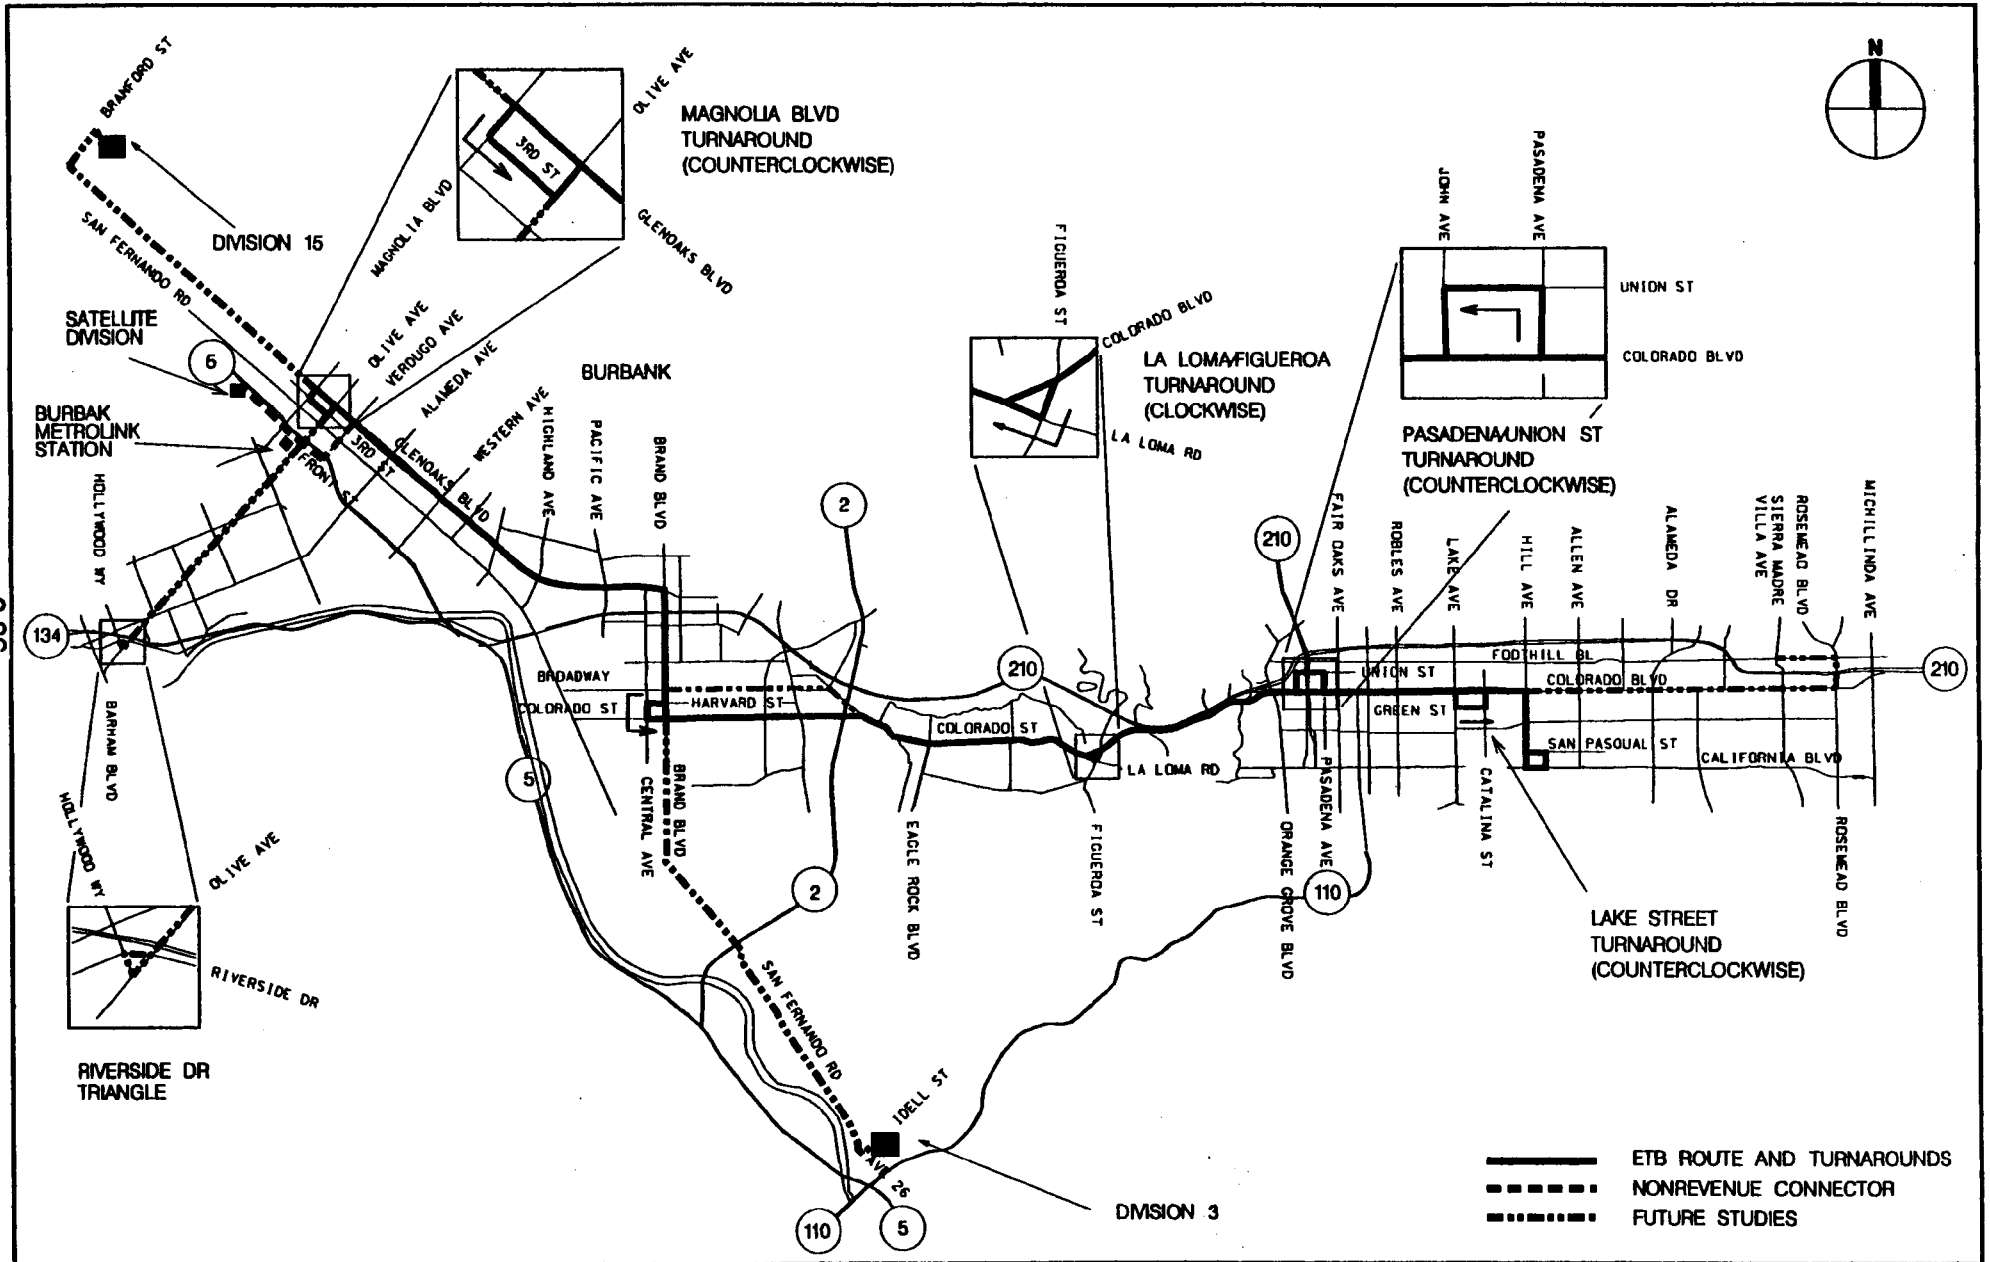 BRANFORD ST
OLIVE AVE
MAGNOLIA BLVD
TURNAROUND
(COUNTERCLOCKWISE)
3RD ST
MAGNOLIA BLVD
GLENOAKS BLVD
DIVISION 15
SAN FERNANDO RD
SATELLITE
DIVISION
6
OLIVE AVE
VERDUGO AVE
ALAMEDA AVE
BURBANK
BURBAK
METROLINK
STATION
3RD ST
FRONT ST
GLENOAKS BLVD
WESTERN AVE
HIGHLAND AVE
PACIFIC AVE
BRAND BLVD
HOLLYWOOD WY
134
BARHAM BLVD
HOLLYWOOD WY
OLIVE AVE
RIVERSIDE DR
RIVERSIDE DR
TRIANGLE
BROADWAY
COLORADO ST
HARVARD ST
5
CENTRAL AVE
BRAND BLVD
2
2
SAN FERNANDO RD
IDELL ST
AVE 26
110
5
DIVISION 3
EAGLE ROCK BLVD
COLORADO ST
210
FIGUEROA ST
COLORADO BLVD
LA LOMA/FIGUEROA
TURNAROUND
(CLOCKWISE)
LA LOMA RD
LA LOMA RD
FIGUEROA ST
N
JOHN AVE
PASADENA AVE
UNION ST
COLORADO BLVD
PASADENA/UNION ST
TURNAROUND
(COUNTERCLOCKWISE)
210
FAIR OAKS AVE
ROBLES AVE
LAKE AVE
HILL AVE
ALLEN AVE
ALAMEDA DR
SIERRA MADRE
VILLA AVE
ROSEMEAD BLVD
MICHILLINDA AVE
UNION ST
FOOTHILL BL
COLORADO BLVD
210
GREEN ST
SAN PASQUAL ST
CALIFORNIA BLVD
ORANGE GROVE BLVD
PASADENA AVE
110
CATALINA ST
ROSEMEAD BLVD
LAKE STREET
TURNAROUND
(COUNTERCLOCKWISE)
ETB ROUTE AND TURNAROUNDS
NONREVENUE CONNECTOR
FUTURE STUDIES